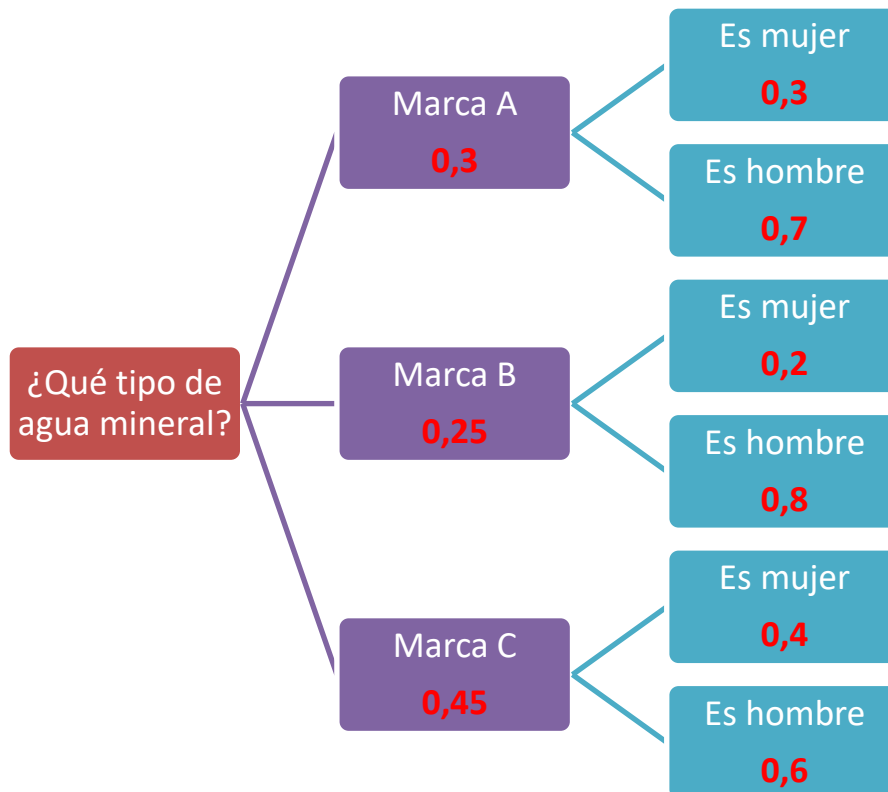 ¿Qué tipo de
agua mineral?
Marca A
0,3
Es mujer
0,3
Es hombre
0,7
Marca B
0,25
Es mujer
0,2
Es hombre
0,8
Marca C
0,45
Es mujer
0,4
Es hombre
0,6